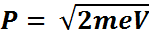 P = √2meV